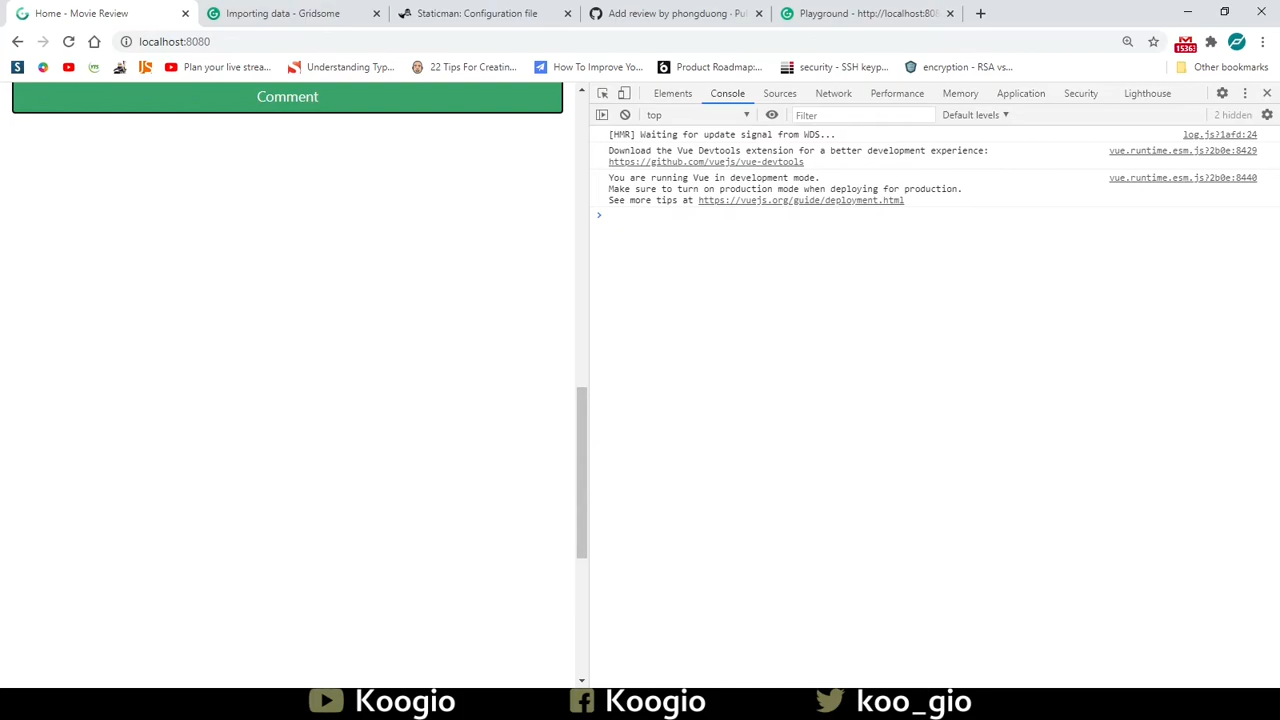 Home - Movie Review
Importing data - Gridsome
Staticman: Configuration file
Add review by phongduong · Pu
Playground - http://localhost:808
localhost:8080
15363
Plan your live strea...
Understanding Typ...
22 Tips For Creatin...
How To Improve Yo...
Product Roadmap:...
security - SSH keyp...
encryption - RSA vs...
Other bookmarks
Comment
Elements
Console
Sources
Network
Performance
Memory
Application
Security
Lighthouse
top
Filter
Default levels
2 hidden
[HMR] Waiting for update signal from WDS...
log.js?1afd:24
Download the Vue Devtools extension for a better development experience:
vue.runtime.esm.js?2b0e:8429
https://github.com/vuejs/vue-devtools
You are running Vue in development mode.
vue.runtime.esm.js?2b0e:8440
Make sure to turn on production mode when deploying for production.
See more tips at https://vuejs.org/guide/deployment.html
Koogio
Koogio
koo_gio